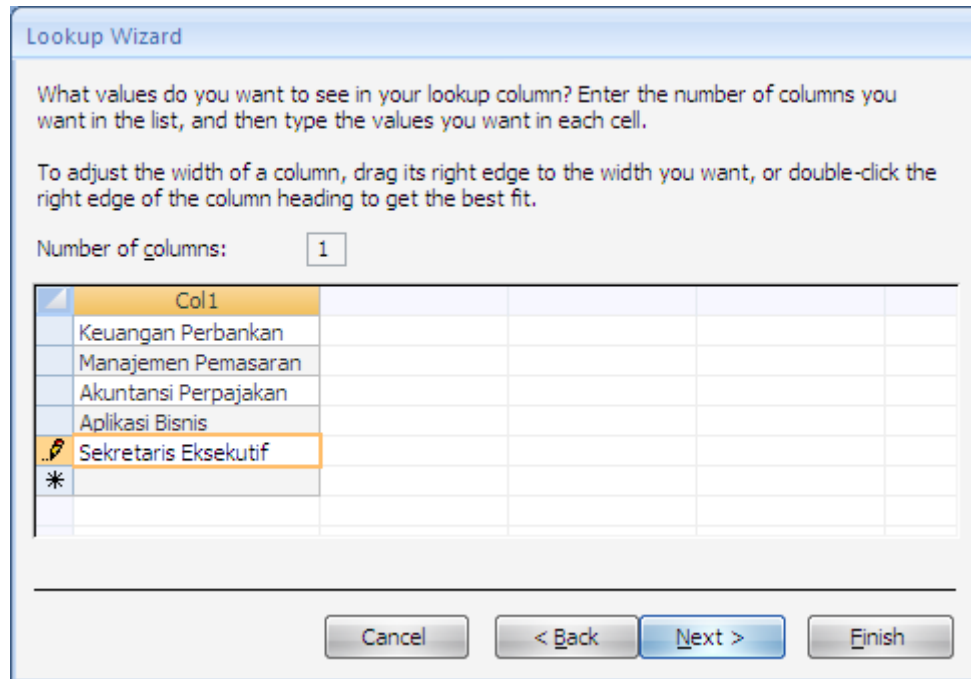 Lookup Wizard
What values do you want to see in your lookup column? Enter the number of columns you
want in the list, and then type the values you want in each cell.
To adjust the width of a column, drag its right edge to the width you want, or double-click the
right edge of the column heading to get the best fit.
Number of columns: 1
Col1
Keuangan Perbankan
Manajemen Pemasaran
Akuntansi Perpajakan
Aplikasi Bisnis
Sekretaris Eksekutif
Cancel < Back Next > Finish